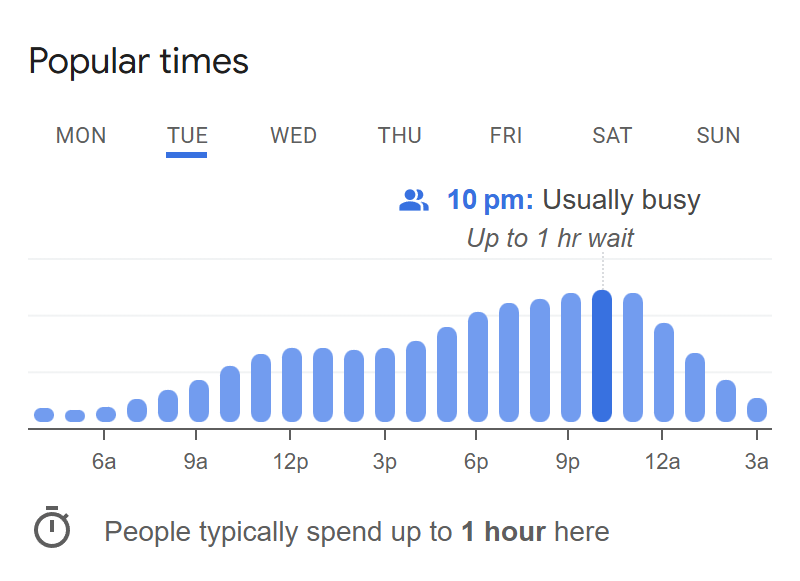 Popular times
MON TUE WED THU FRI SAT SUN
10 pm: Usually busy
Up to 1 hr wait
6a 9a 12p 3p 6p 9p 12a 3a
People typically spend up to 1 hour here